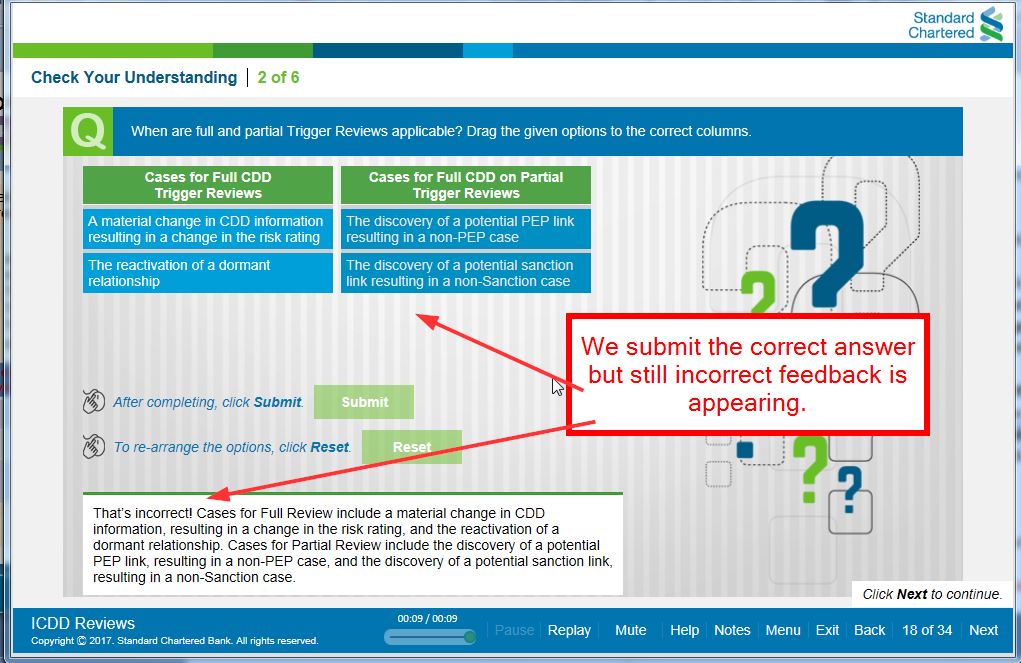 Standard
Chartered
Check Your Understanding | 2 of 6
Q
When are full and partial Trigger Reviews applicable? Drag the given options to the correct columns.
Cases for Full CDD
Trigger Reviews
Cases for Full CDD on Partial
Trigger Reviews
A material change in CDD information
resulting in a change in the risk rating
The discovery of a potential PEP link
resulting in a non-PEP case
The reactivation of a dormant
relationship
The discovery of a potential sanction
link resulting in a non-Sanction case
?
?
We submit the correct answer
but still incorrect feedback is
appearing.
After completing, click Submit.
Submit
To re-arrange the options, click Reset.
Reset
?
?
That's incorrect! Cases for Full Review include a material change in CDD
information, resulting in a change in the risk rating, and the reactivation of a
dormant relationship. Cases for Partial Review include the discovery of a potential
PEP link, resulting in a non-PEP case, and the discovery of a potential sanction link,
resulting in a non-Sanction case.
Click Next to continue.
ICDD Reviews
Copyright © 2017. Standard Chartered Bank. All rights reserved.
00:09 / 00:09
Pause Replay Mute Help Notes Menu Exit Back 18 of 34 Next